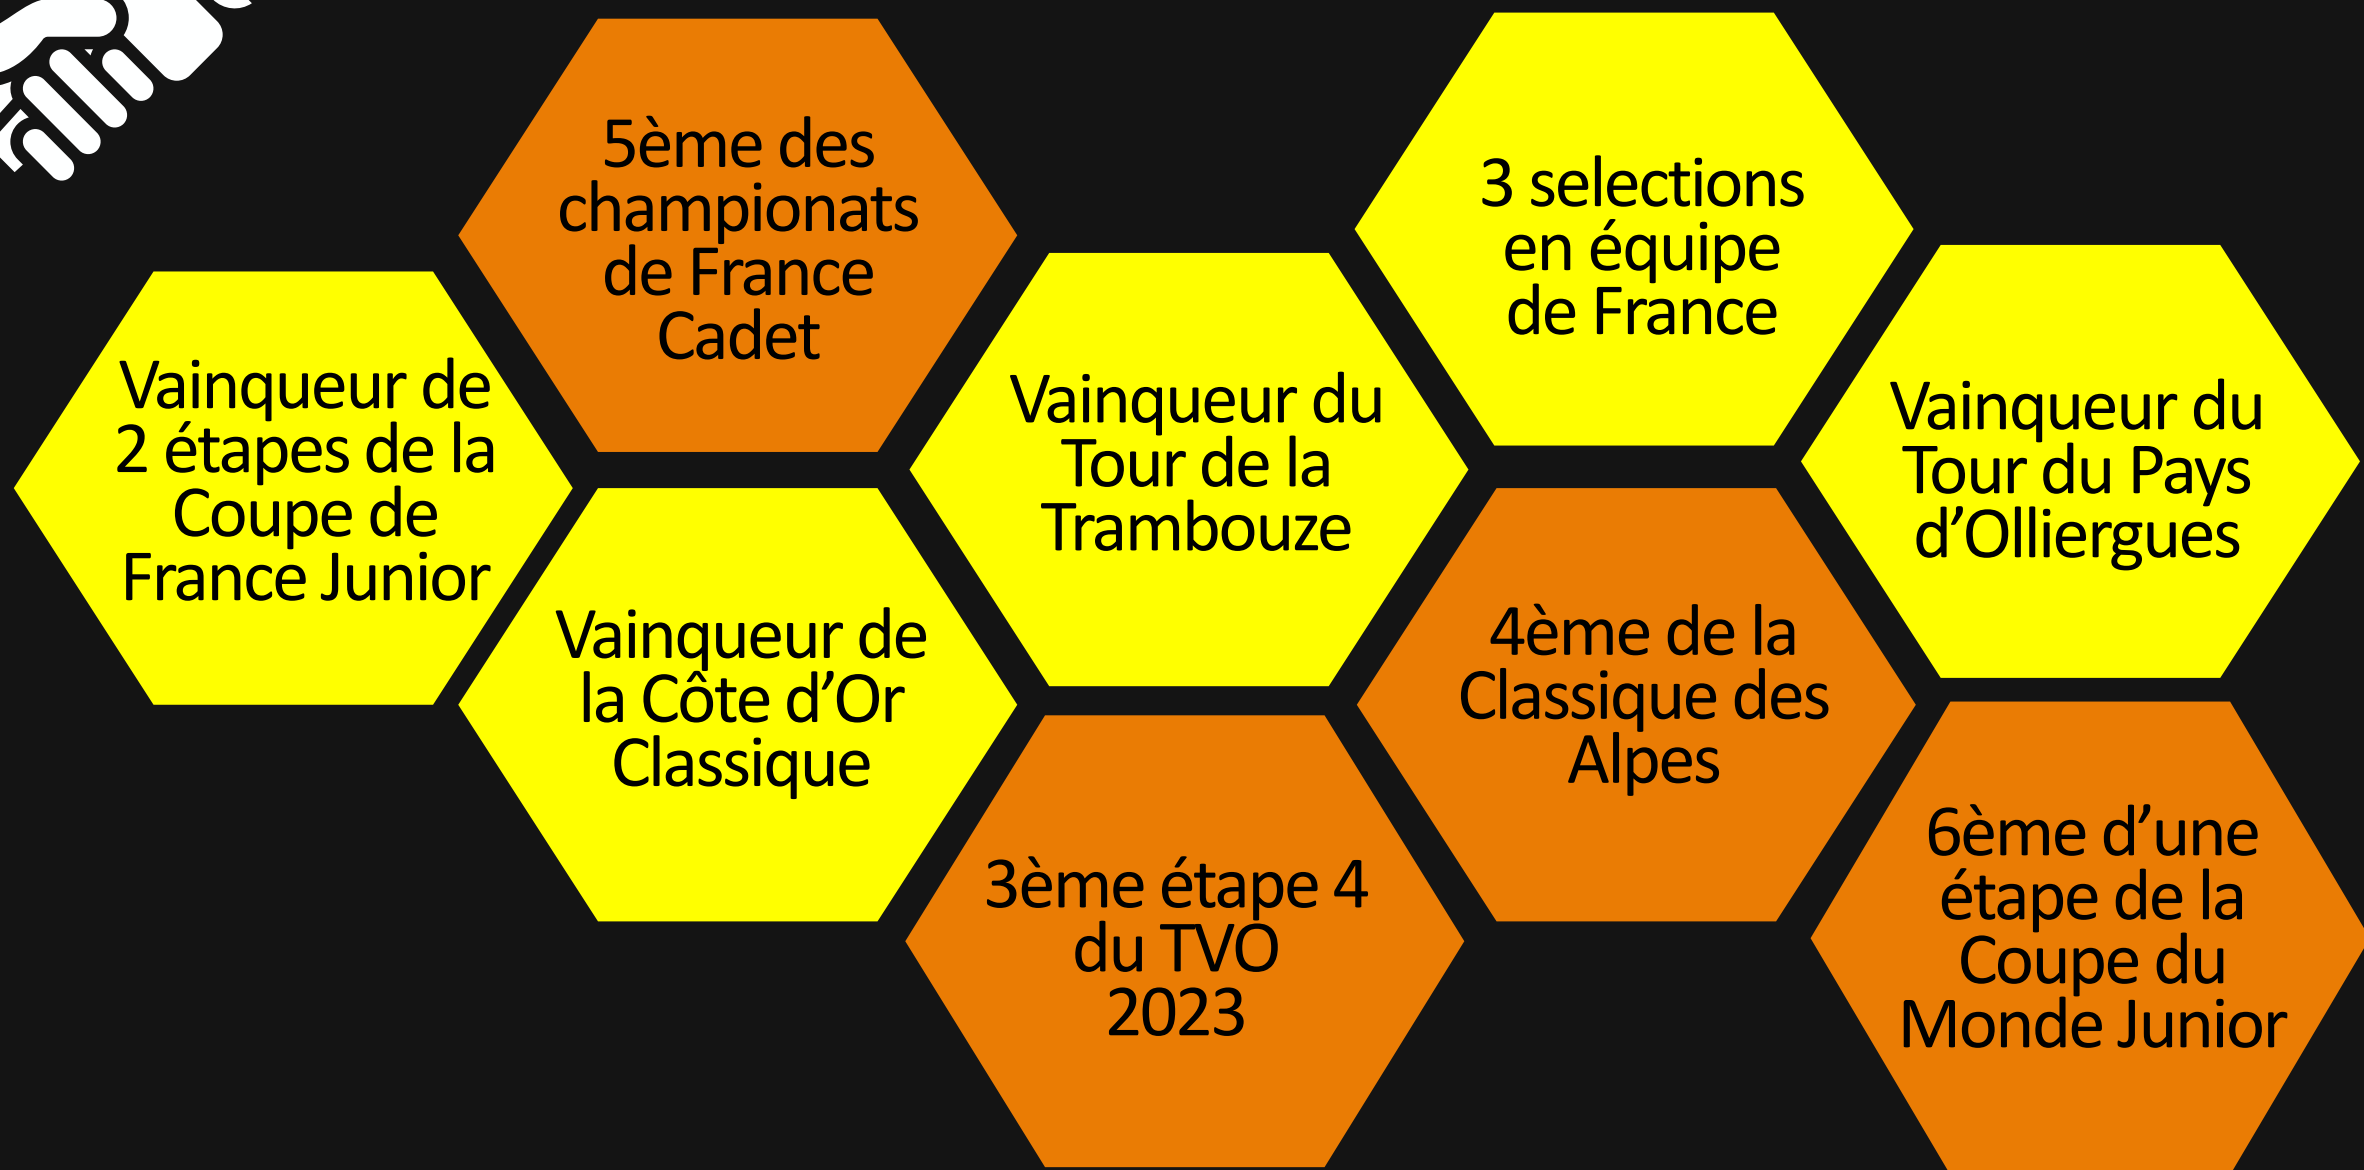 5ème des
championats
de France
Cadet
3 selections
en équipe
de France
Vainqueur de
2 étapes de la
Coupe de
France Junior
Vainqueur du
Tour de la
Trambouze
Vainqueur du
Tour du Pays
d’Olliergues
Vainqueur de
la Côte d’Or
Classique
4ème de la
Classique des
Alpes
3ème étape 4
du TVO
2023
6ème d’une
étape de la
Coupe du
Monde Junior